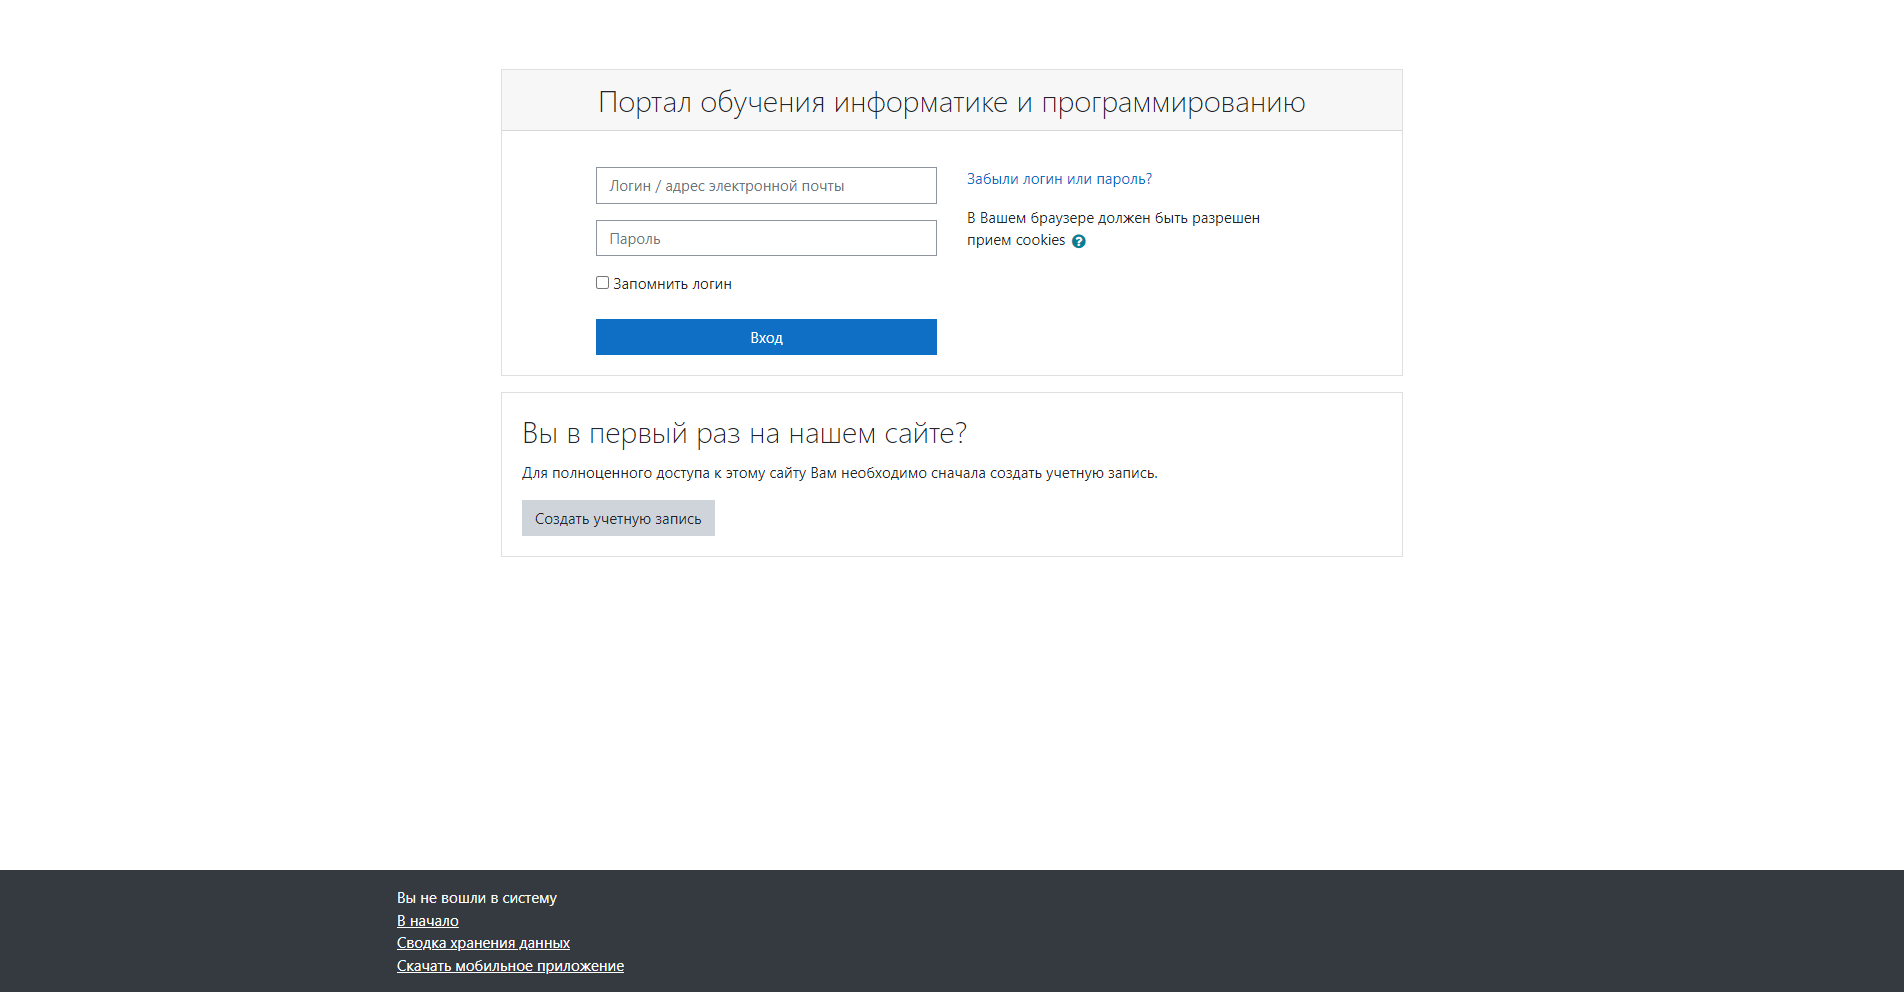 Портал обучения информатике и программированию
Логин / адрес электронной почты
Пароль
Запомнить логин
Вход
Забыли логин или пароль?
В Вашем браузере должен быть разрешен
прием cookies
Вы в первый раз на нашем сайте?
Для полноценного доступа к этому сайту Вам необходимо сначала создать учетную запись.
Создать учетную запись
Вы не вошли в систему
В начало
Сводка хранения данных
Скачать мобильное приложение